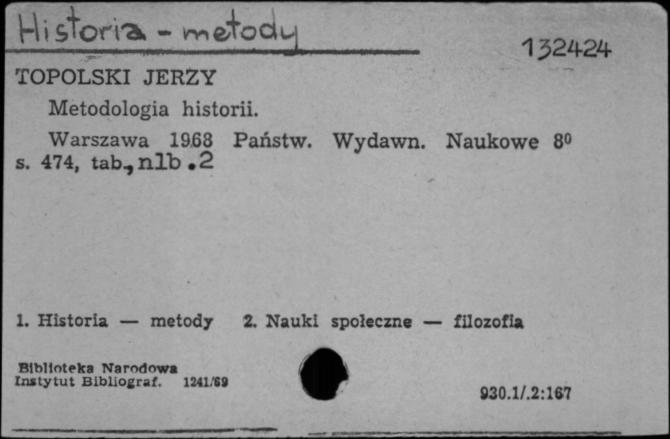 Historia - metody
132424
TOPOLSKI JERZY
Metodologia historii.
Warszawa 1968 Państw. Wydawn. Naukowe 8⁰
s. 474, tab., nlb. 2
1. Historia — metody 2. Nauki społeczne — filozofia
Biblioteka Narodowa
Instytut Bibliograf. 1241/69
930.1/.2:167